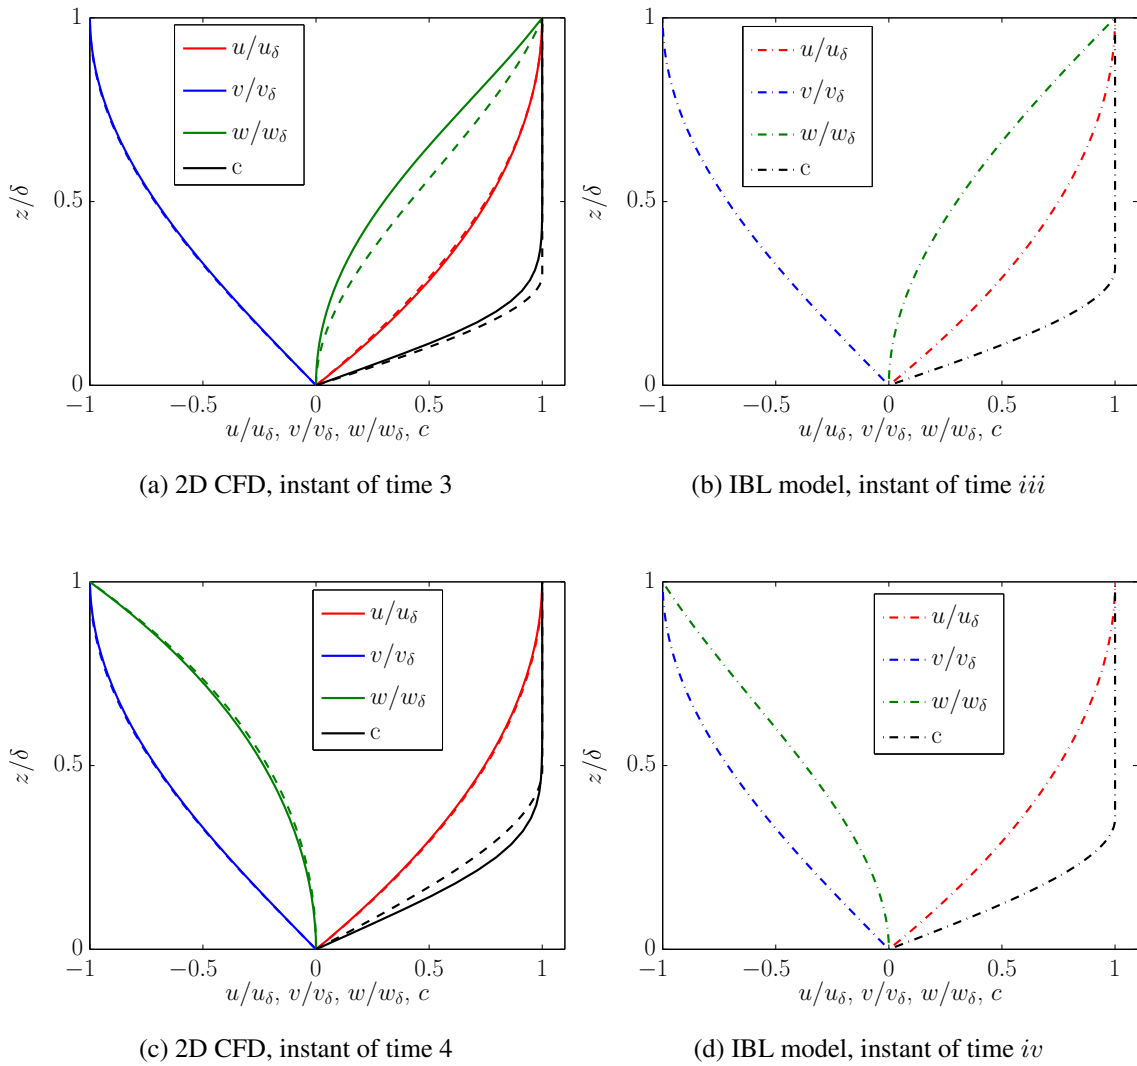 1
0.5
0
z/δ
u/u_δ
v/v_δ
w/w_δ
c
−1
−0.5
0
0.5
1
u/u_δ, v/v_δ, w/w_δ, c
(a) 2D CFD, instant of time 3
1
0.5
0
z/δ
u/u_δ
v/v_δ
w/w_δ
c
−1
−0.5
0
0.5
1
u/u_δ, v/v_δ, w/w_δ, c
(b) IBL model, instant of time iii
1
0.5
0
z/δ
u/u_δ
v/v_δ
w/w_δ
c
−1
−0.5
0
0.5
1
u/u_δ, v/v_δ, w/w_δ, c
(c) 2D CFD, instant of time 4
1
0.5
0
z/δ
u/u_δ
v/v_δ
w/w_δ
c
−1
−0.5
0
0.5
1
u/u_δ, v/v_δ, w/w_δ, c
(d) IBL model, instant of time iv